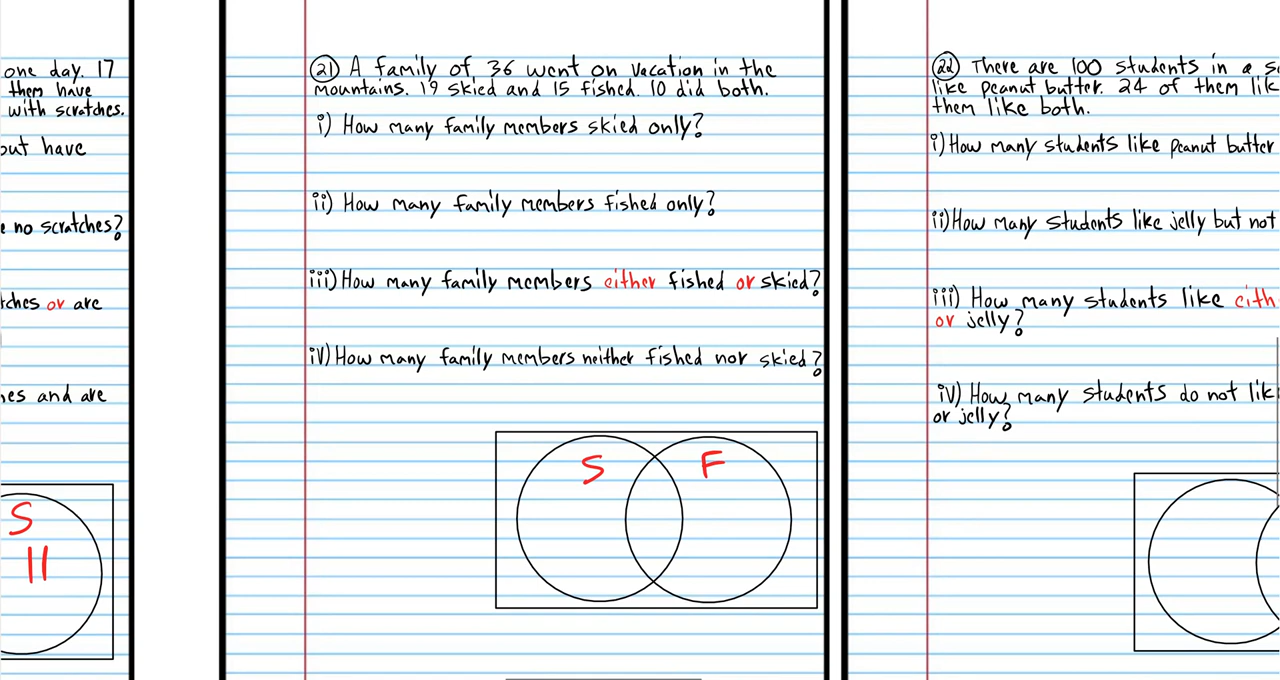 one day. 17
them have
with scratches.
out have
e no scratches?
tches or are
nes and are
S
11
21) A family of 36 went on vacation in the
mountains. 19 skied and 15 fished. 10 did both.
i) How many family members skied only?
ii) How many family members fished only?
iii) How many family members either fished or skied?
iv) How many family members neither fished nor skied?
S F
22) There are 100 students in a s
like peanut butter. 24 of them lik
them like both.
i) How many students like peanut butter
ii) How many students like jelly but not
iii) How many students like eith
or jelly?
iv) How many students do not lik
or jelly?